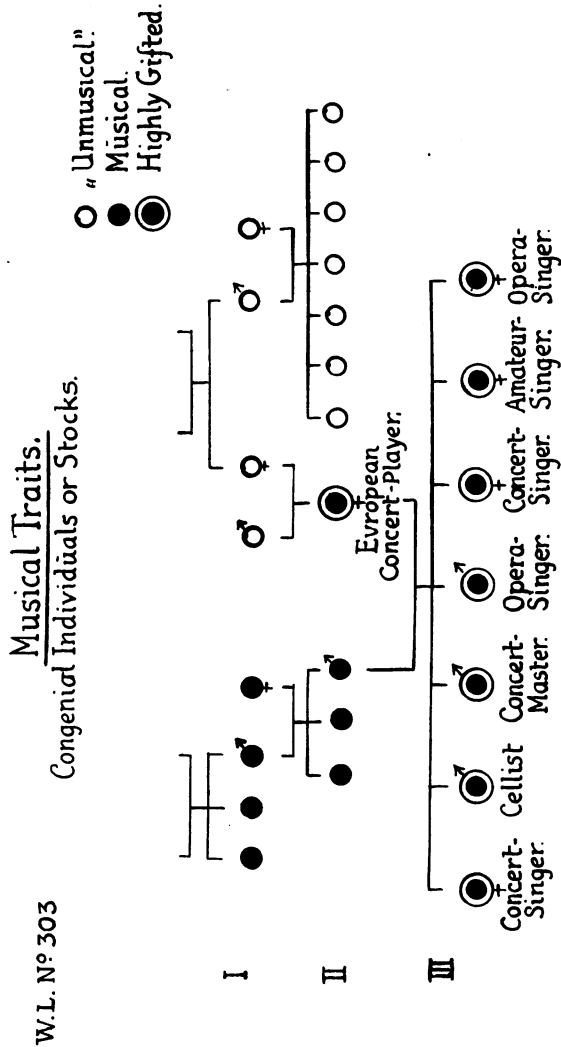 W.L. Nº 303
Musical Traits.
Congenial Individuals or Stocks.
„ Unmusical".
Musical.
Highly Gifted.
I
II
Evropean
Concert-Player.
III
Concert-
Singer.
Cellist
Concert-
Master.
Opera-
Singer.
Concert-
Singer.
Amateur-
Singer.
Opera-
Singer.